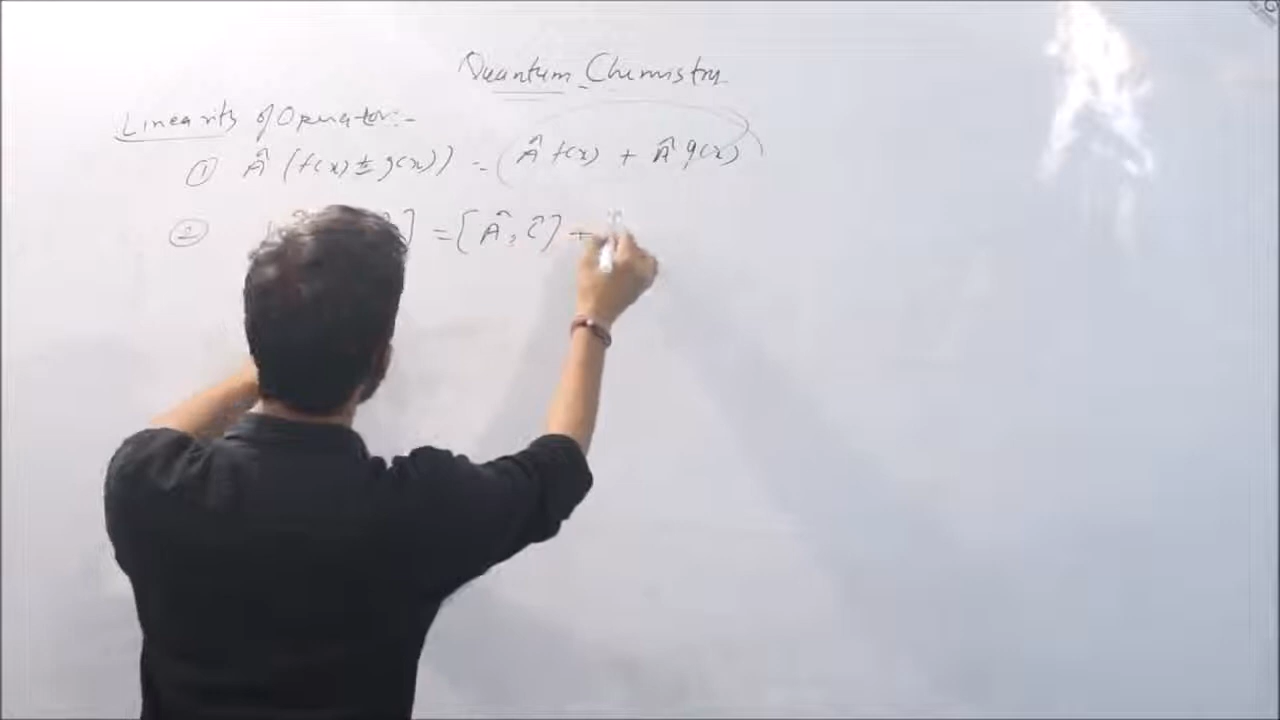 Quantum Chemistry
Linearity of Operator:-
① Â (f(x) ± g(x)) = (Â f(x) + Â g(x))
② ] = [Â, Ĉ] +